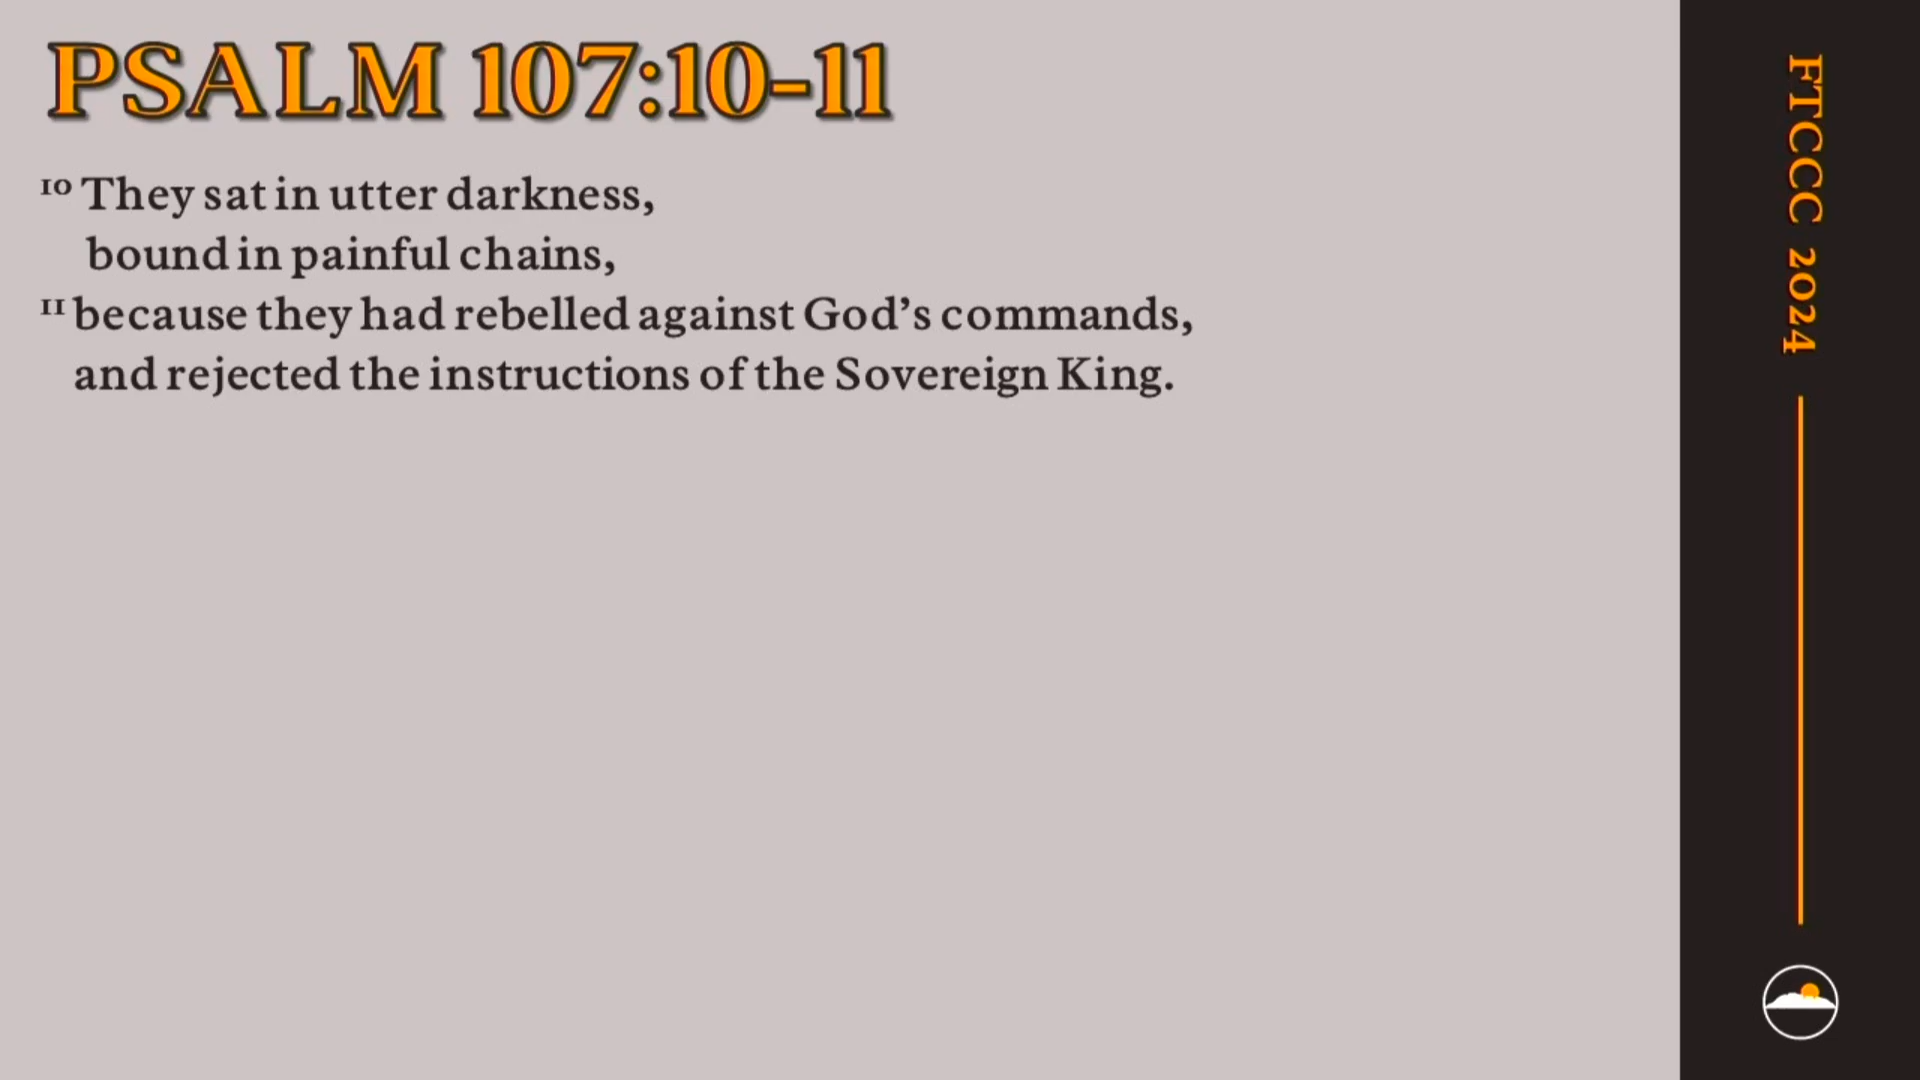 PSALM 107:10-11
¹⁰ They sat in utter darkness,
bound in painful chains,
¹¹ because they had rebelled against God’s commands,
and rejected the instructions of the Sovereign King.
FTCCC 2024